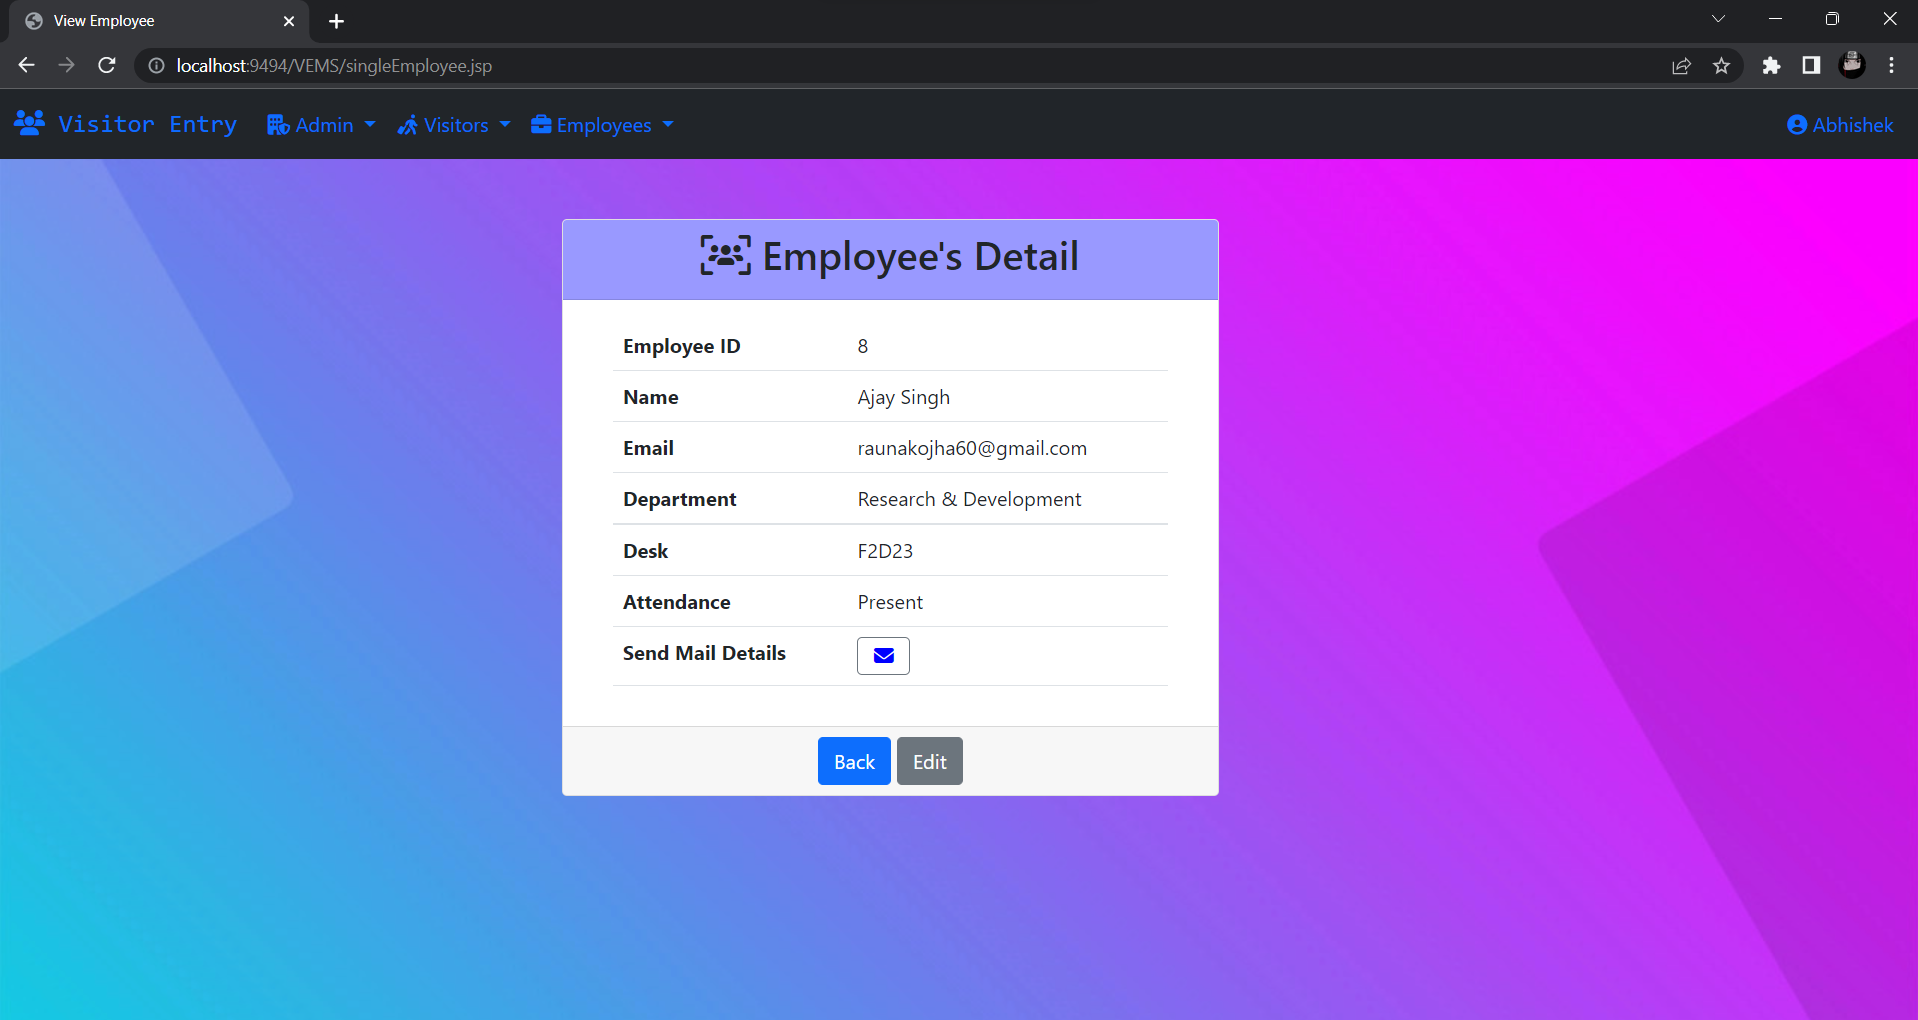 View Employee
localhost:9494/VEMS/singleEmployee.jsp
Visitor Entry Admin Visitors Employees Abhishek
Employee's Detail
Employee ID 8
Name Ajay Singh
Email raunakojha60@gmail.com
Department Research & Development
Desk F2D23
Attendance Present
Send Mail Details
Back Edit